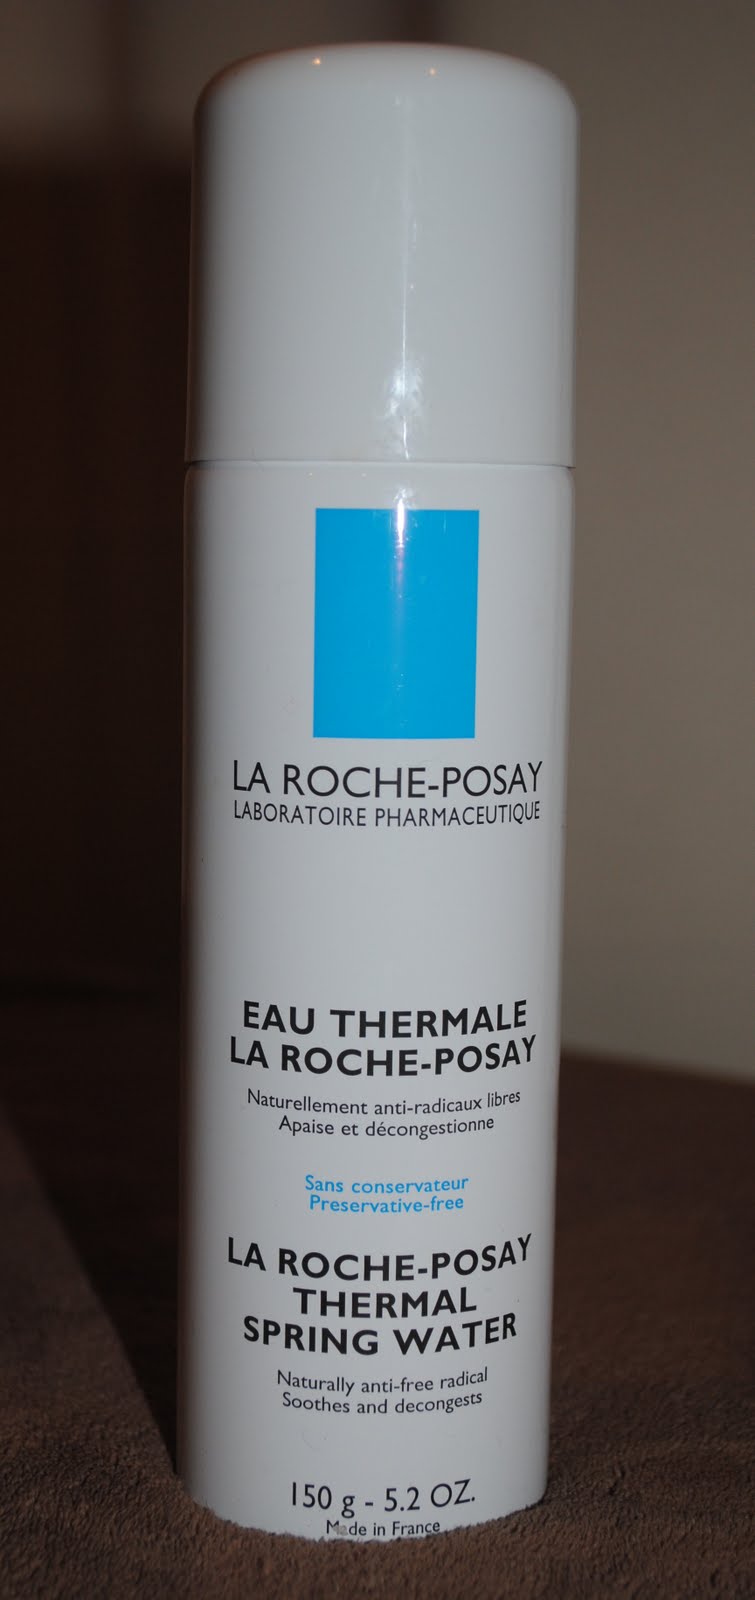 LA ROCHE-POSAY
LABORATOIRE PHARMACEUTIQUE
EAU THERMALE
LA ROCHE-POSAY
Naturellement anti-radicaux libres
Apaise et décongestionne
Sans conservateur
Preservative-free
LA ROCHE-POSAY
THERMAL
SPRING WATER
Naturally anti-free radical
Soothes and decongests
150 g - 5.2 OZ.
Made in France